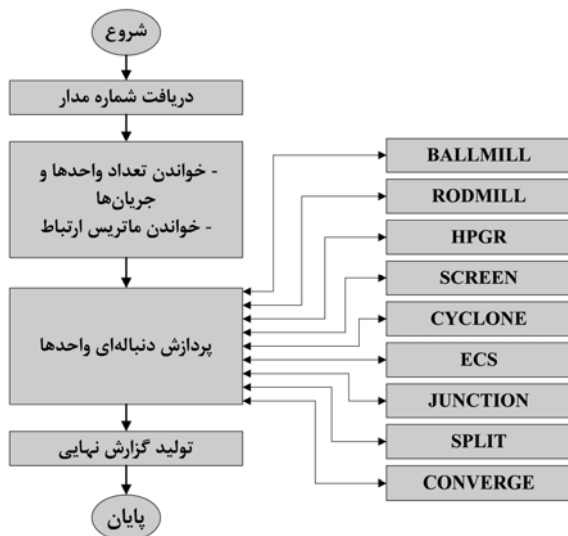 شروع
دریافت شماره مدار
- خواندن تعداد واحدها و
جریان‌ها
- خواندن ماتریس ارتباط
پردازش دنباله‌ای واحدها
تولید گزارش نهایی
پایان
BALLMILL
RODMILL
HPGR
SCREEN
CYCLONE
ECS
JUNCTION
SPLIT
CONVERGE